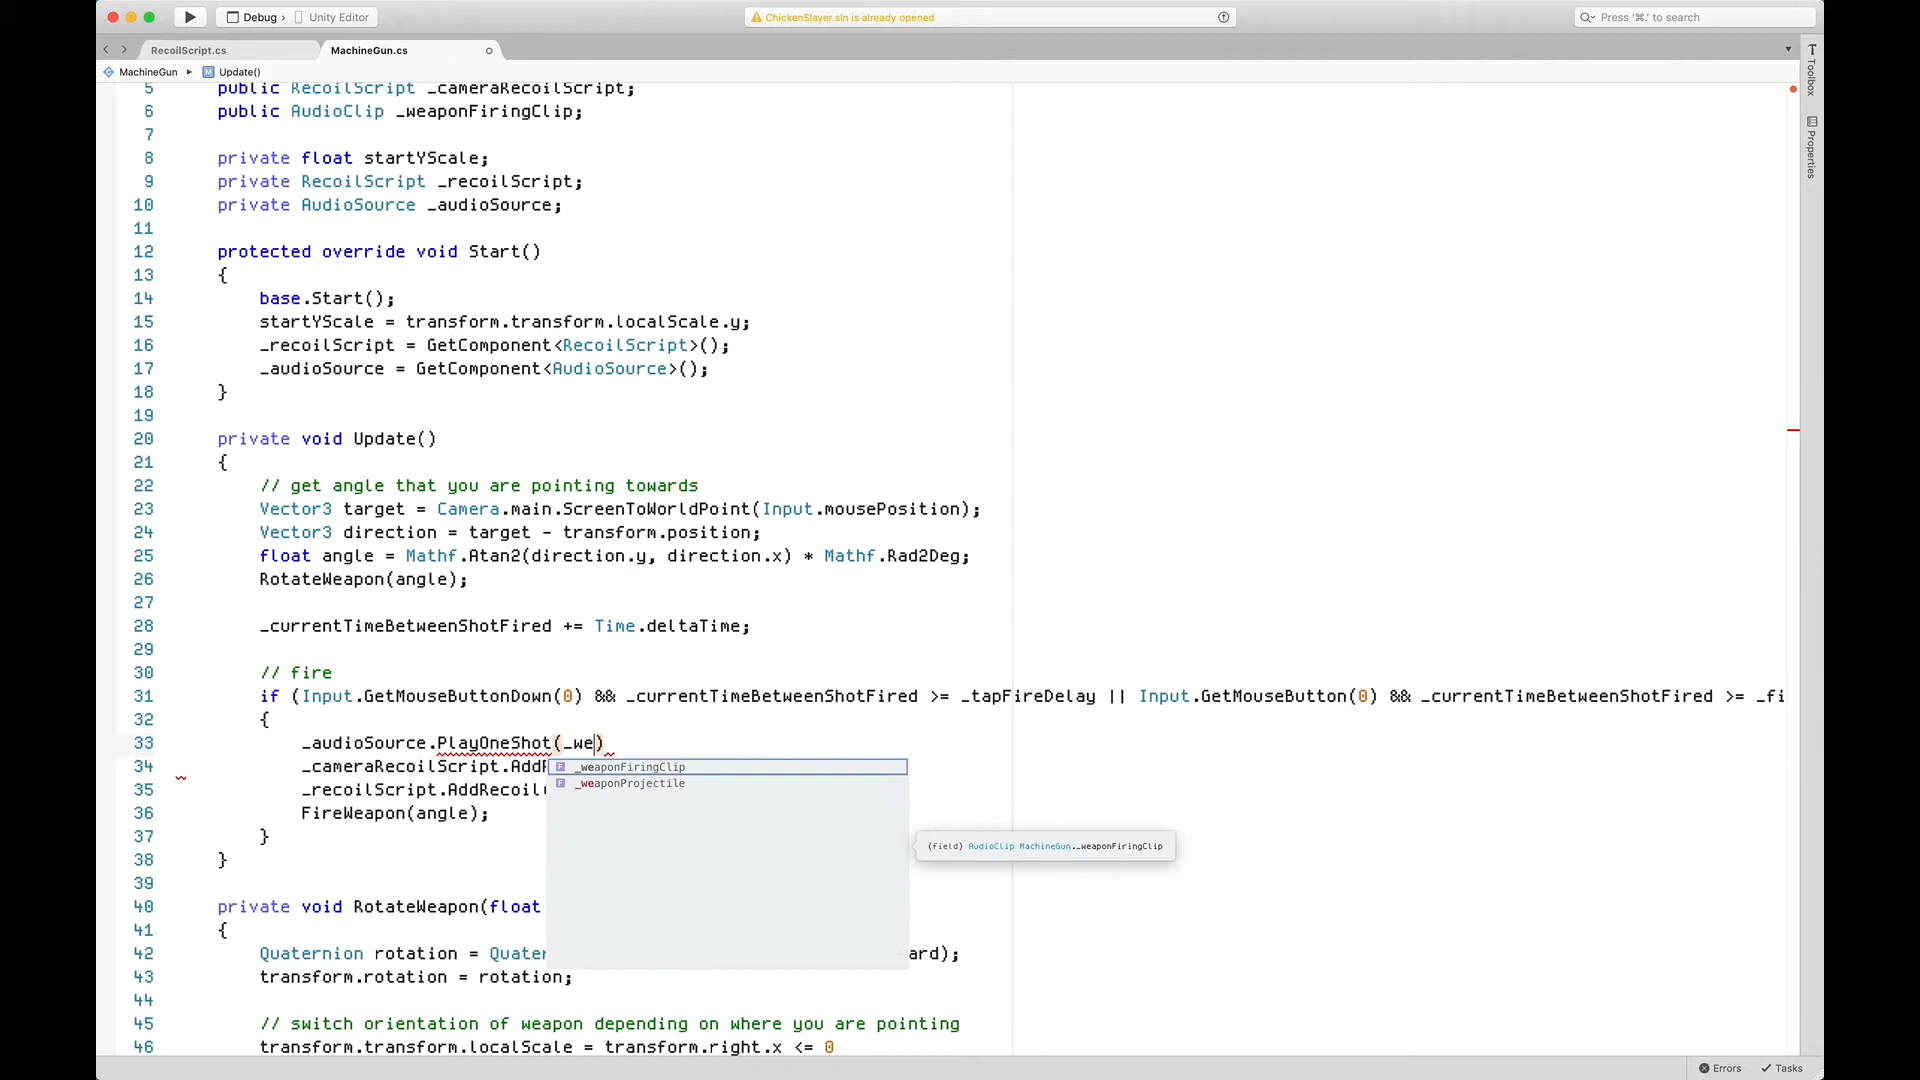 Debug › Unity Editor
ChickenSlayer.sln is already opened
Press '⌘.' to search
RecoilScript.cs
MachineGun.cs
MachineGun ▸ Update()
Toolbox
Properties
5 public RecoilScript _cameraRecoilScript;
6 public AudioClip _weaponFiringClip;
7
8 private float startYScale;
9 private RecoilScript _recoilScript;
10 private AudioSource _audioSource;
11
12 protected override void Start()
13 {
14 base.Start();
15 startYScale = transform.transform.localScale.y;
16 _recoilScript = GetComponent<RecoilScript>();
17 _audioSource = GetComponent<AudioSource>();
18 }
19
20 private void Update()
21 {
22 // get angle that you are pointing towards
23 Vector3 target = Camera.main.ScreenToWorldPoint(Input.mousePosition);
24 Vector3 direction = target - transform.position;
25 float angle = Mathf.Atan2(direction.y, direction.x) * Mathf.Rad2Deg;
26 RotateWeapon(angle);
27
28 _currentTimeBetweenShotFired += Time.deltaTime;
29
30 // fire
31 if (Input.GetMouseButtonDown(0) && _currentTimeBetweenShotFired >= _tapFireDelay || Input.GetMouseButton(0) && _currentTimeBetweenShotFired >= _fi
32 {
33 _audioSource.PlayOneShot(_we)
34 _cameraRecoilScript.Add
_weaponFiringClip
_weaponProjectile
35 _recoilScript.AddRecoil
36 FireWeapon(angle);
37 }
(field) AudioClip MachineGun._weaponFiringClip
38 }
39
40 private void RotateWeapon(float
41 {
42 Quaternion rotation = Quater ard);
43 transform.rotation = rotation;
44
45 // switch orientation of weapon depending on where you are pointing
46 transform.transform.localScale = transform.right.x <= 0
Errors
Tasks